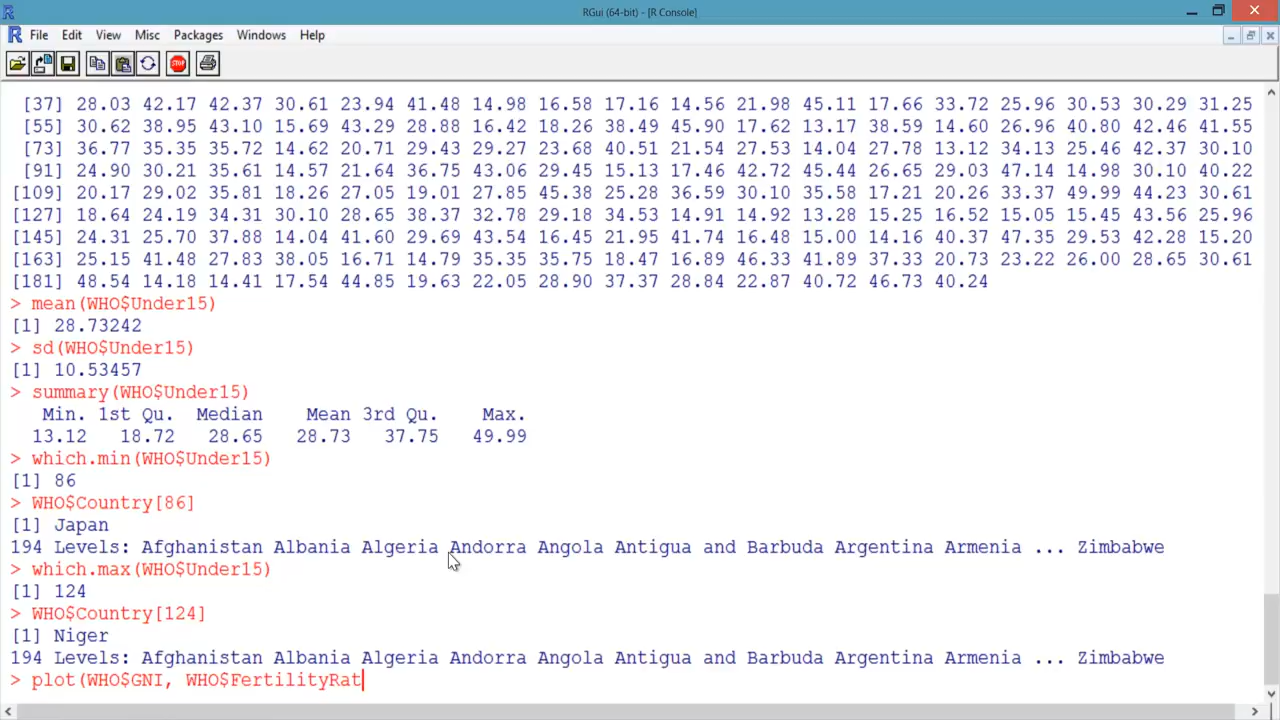 RGui (64-bit) - [R Console]
File Edit View Misc Packages Windows Help
STOP
[37] 28.03 42.17 42.37 30.61 23.94 41.48 14.98 16.58 17.16 14.56 21.98 45.11 17.66 33.72 25.96 30.53 30.29 31.25
[55] 30.62 38.95 43.10 15.69 43.29 28.88 16.42 18.26 38.49 45.90 17.62 13.17 38.59 14.60 26.96 40.80 42.46 41.55
[73] 36.77 35.35 35.72 14.62 20.71 29.43 29.27 23.68 40.51 21.54 27.53 14.04 27.78 13.12 34.13 25.46 42.37 30.10
[91] 24.90 30.21 35.61 14.57 21.64 36.75 43.06 29.45 15.13 17.46 42.72 45.44 26.65 29.03 47.14 14.98 30.10 40.22
[109] 20.17 29.02 35.81 18.26 27.05 19.01 27.85 45.38 25.28 36.59 30.10 35.58 17.21 20.26 33.37 49.99 44.23 30.61
[127] 18.64 24.19 34.31 30.10 28.65 38.37 32.78 29.18 34.53 14.91 14.92 13.28 15.25 16.52 15.05 15.45 43.56 25.96
[145] 24.31 25.70 37.88 14.04 41.60 29.69 43.54 16.45 21.95 41.74 16.48 15.00 14.16 40.37 47.35 29.53 42.28 15.20
[163] 25.15 41.48 27.83 38.05 16.71 14.79 35.35 35.75 18.47 16.89 46.33 41.89 37.33 20.73 23.22 26.00 28.65 30.61
[181] 48.54 14.18 14.41 17.54 44.85 19.63 22.05 28.90 37.37 28.84 22.87 40.72 46.73 40.24
> mean(WHO$Under15)
[1] 28.73242
> sd(WHO$Under15)
[1] 10.53457
> summary(WHO$Under15)
Min. 1st Qu. Median Mean 3rd Qu. Max.
13.12 18.72 28.65 28.73 37.75 49.99
> which.min(WHO$Under15)
[1] 86
> WHO$Country[86]
[1] Japan
194 Levels: Afghanistan Albania Algeria Andorra Angola Antigua and Barbuda Argentina Armenia ... Zimbabwe
> which.max(WHO$Under15)
[1] 124
> WHO$Country[124]
[1] Niger
194 Levels: Afghanistan Albania Algeria Andorra Angola Antigua and Barbuda Argentina Armenia ... Zimbabwe
> plot(WHO$GNI, WHO$FertilityRat